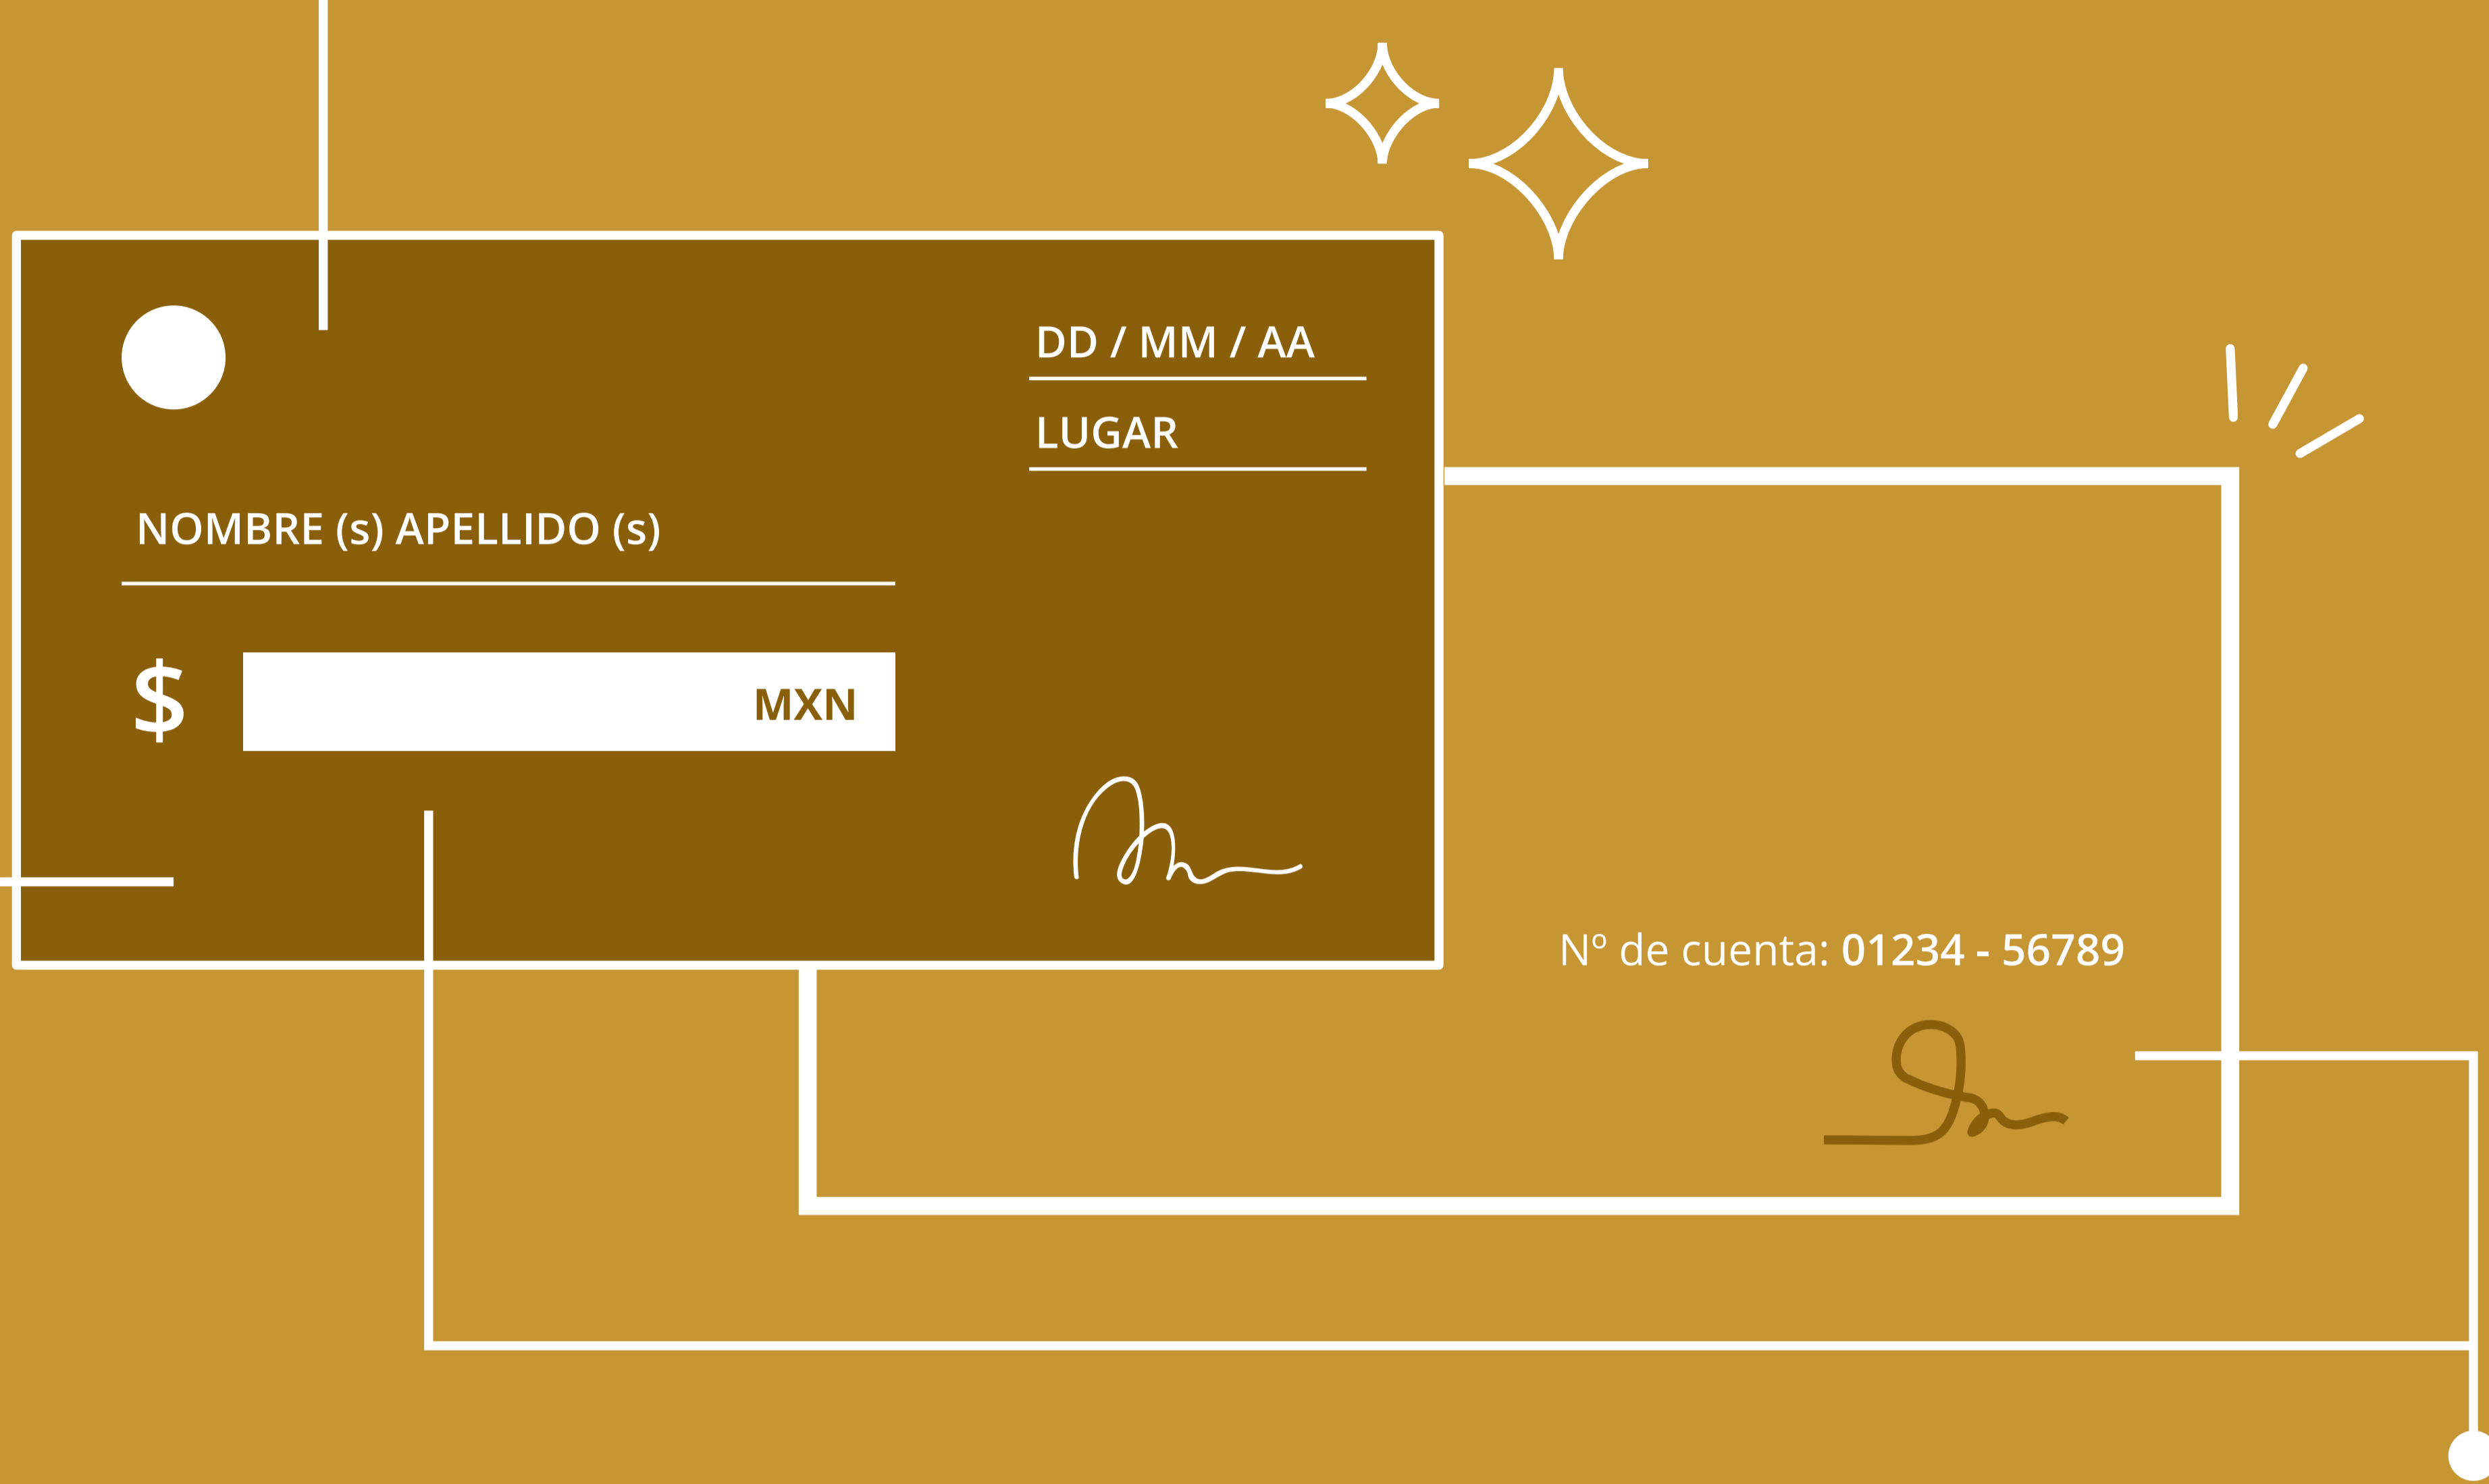 DD / MM / AA
LUGAR
NOMBRE (s) APELLIDO (s)
$
MXN
Nº de cuenta: 01234 - 56789